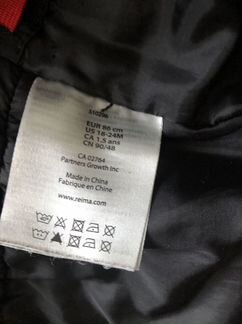 510296
EUR 86 cm
US 18-24M
CA 1,5 ans
CN 90/48
CA 02764
Partners Growth Inc
Made in China
Fabrique en Chine
www.reima.com